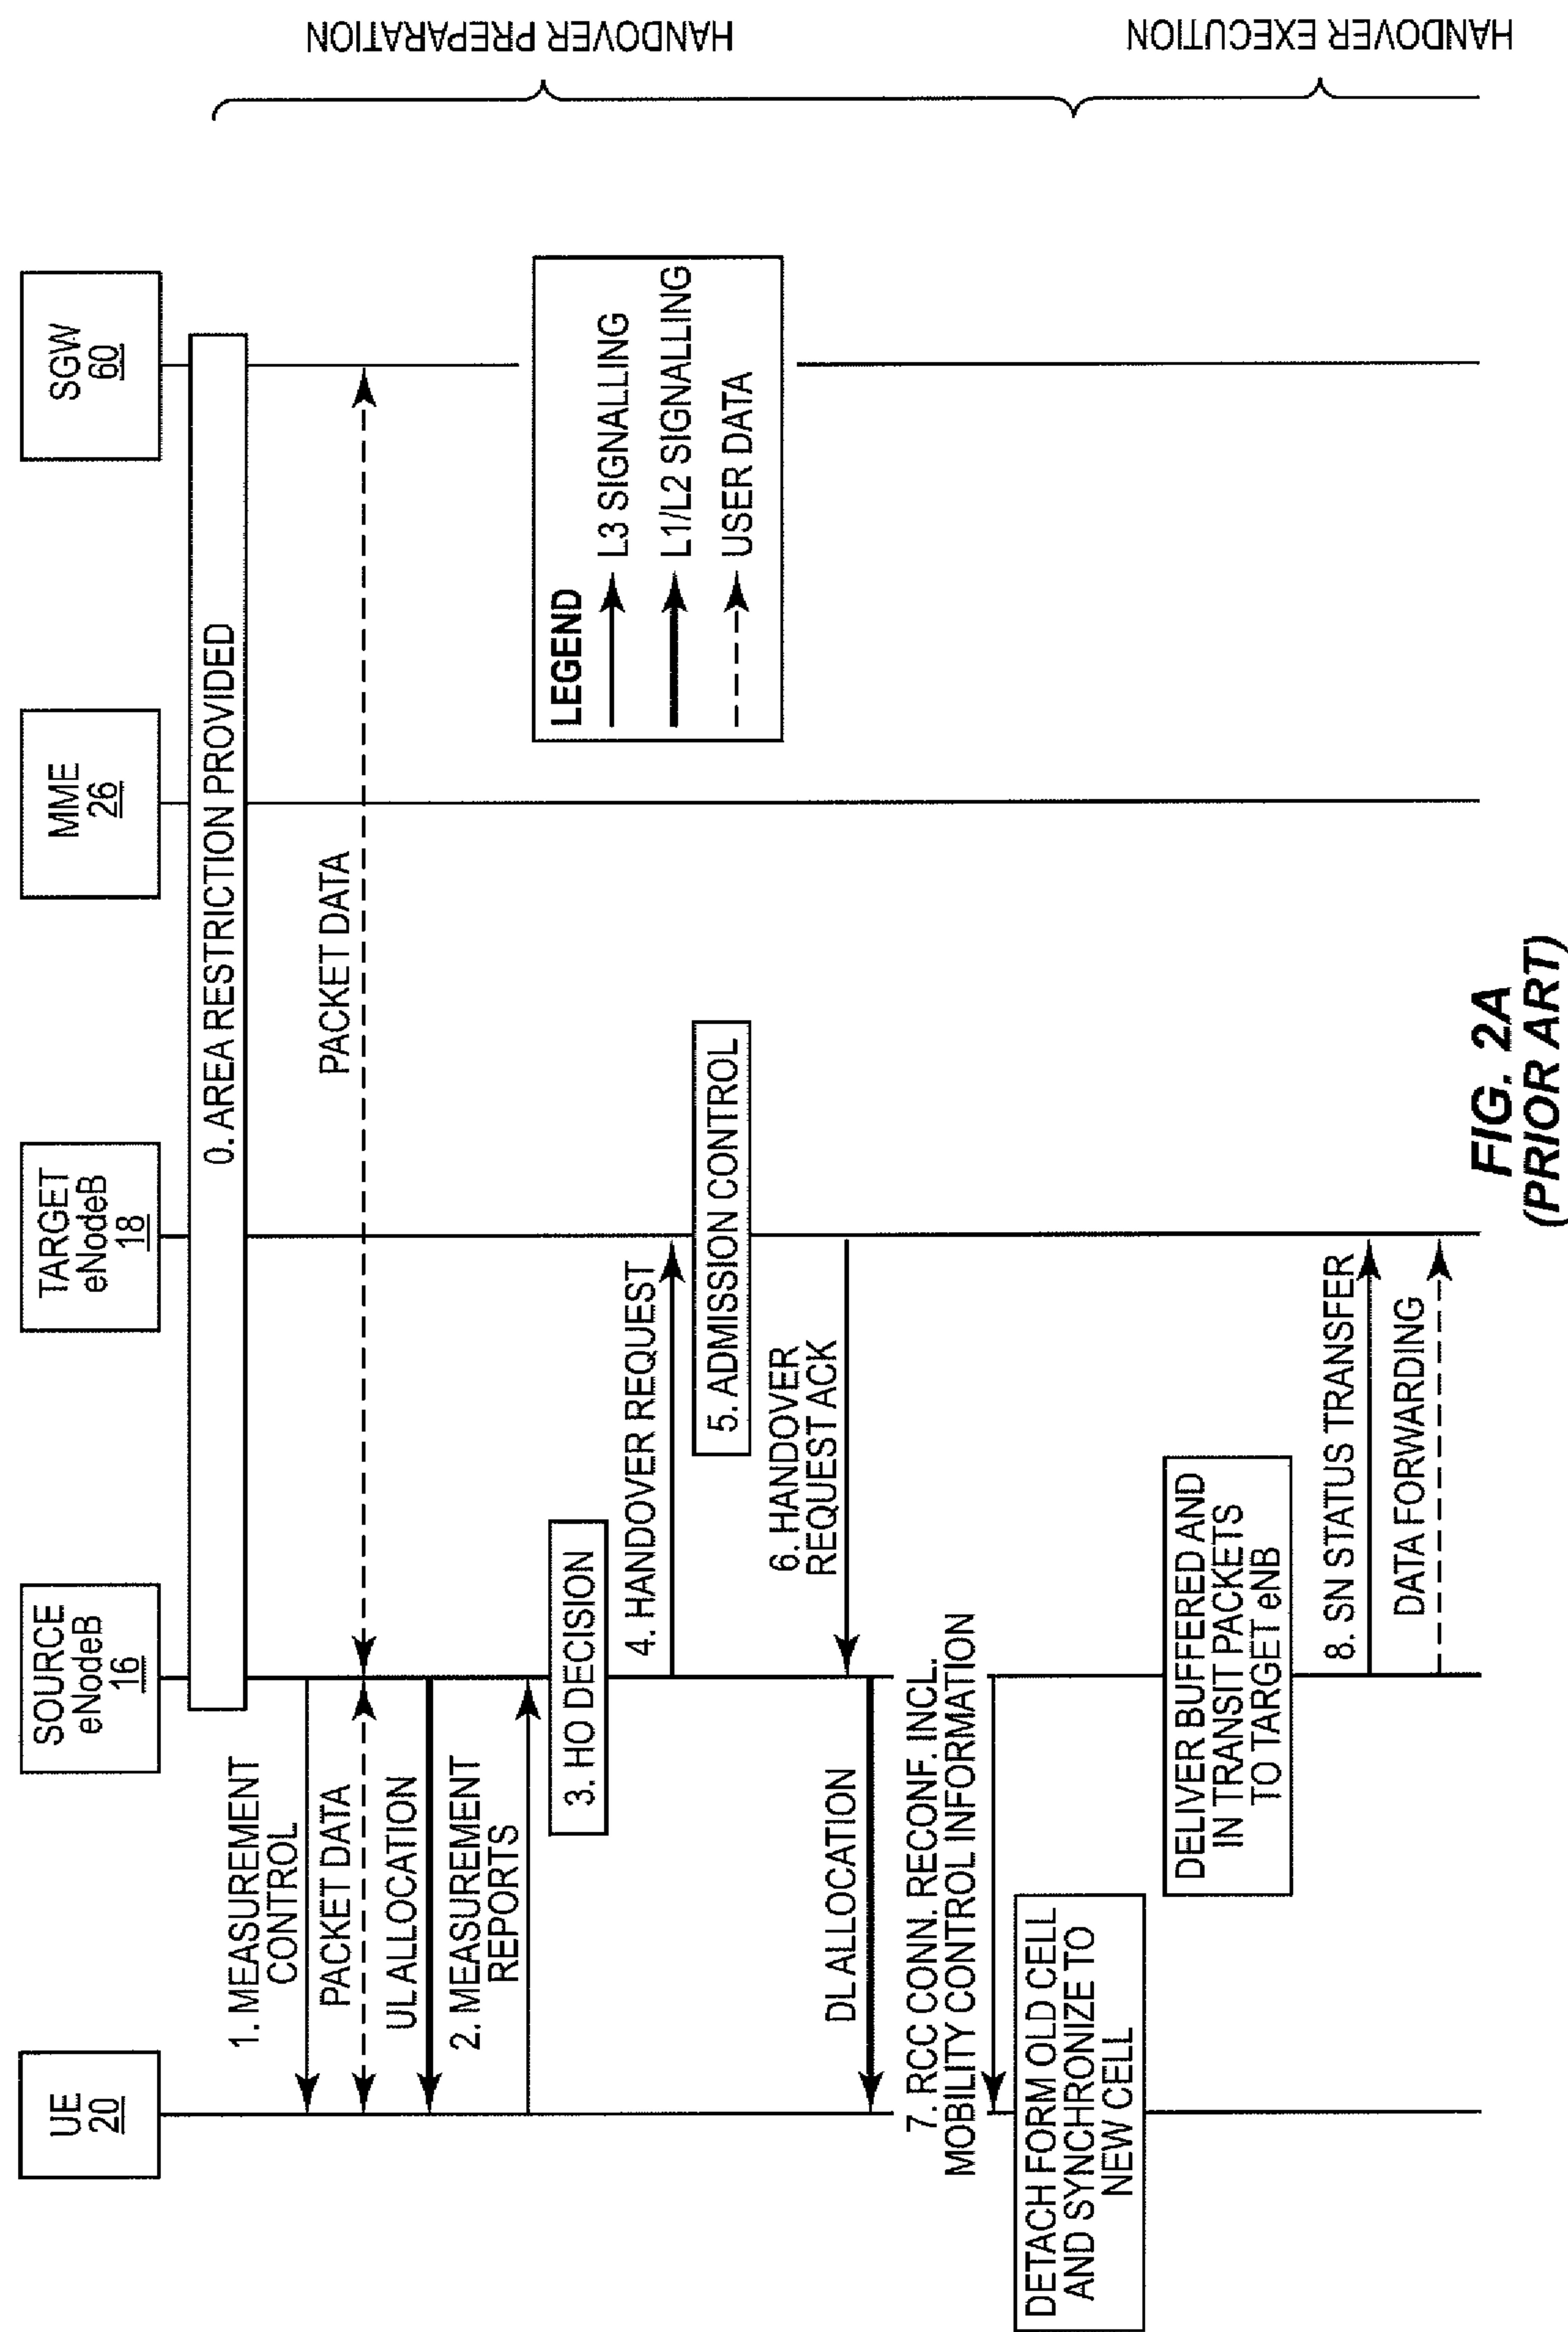 UE
20
SOURCE
eNodeB
16
TARGET
eNodeB
18
MME
26
SGW
60
0. AREA RESTRICTION PROVIDED
1. MEASUREMENT
CONTROL
PACKET DATA
PACKET DATA
UL ALLOCATION
2. MEASUREMENT
REPORTS
3. HO DECISION
4. HANDOVER REQUEST
5. ADMISSION CONTROL
6. HANDOVER
REQUEST ACK
DL ALLOCATION
7. RCC CONN. RECONF. INCL.
MOBILITY CONTROL INFORMATION
DETACH FORM OLD CELL
AND SYNCHRONIZE TO
NEW CELL
DELIVER BUFFERED AND
IN TRANSIT PACKETS
TO TARGET eNB
8. SN STATUS TRANSFER
DATA FORWARDING
LEGEND
L3 SIGNALLING
L1/L2 SIGNALLING
USER DATA
HANDOVER PREPARATION
HANDOVER EXECUTION
FIG. 2A
(PRIOR ART)